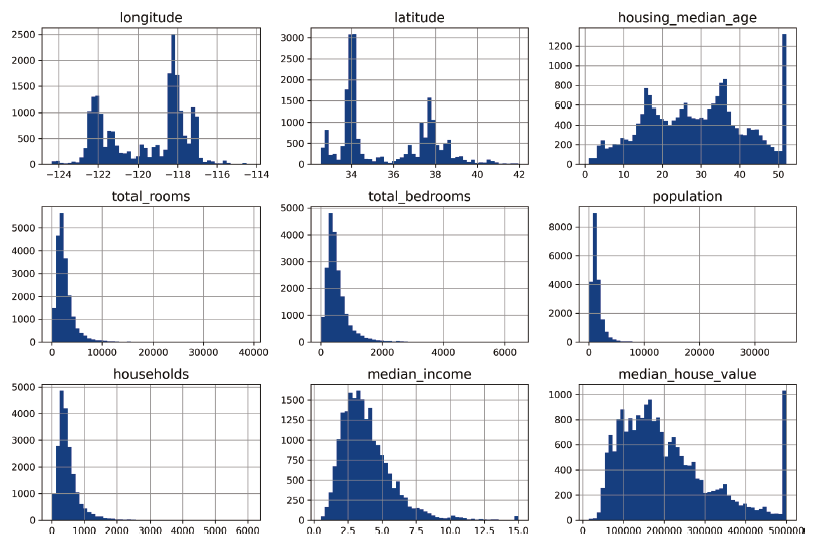 longitude latitude housing_median_age
2500 3000 1200
2000 2500 1000
1500 2000 800
1000 1500 600
500 1000 400
0 500 200
0 0
−124 −122 −120 −118 −116 −114 34 36 38 40 42 0 10 20 30 40 50
total_rooms total_bedrooms population
5000 5000 8000
4000 4000 6000
3000 3000 4000
2000 2000 2000
1000 1000 0
0 0
0 10000 20000 30000 40000 0 2000 4000 6000 0 10000 20000 30000
households median_income median_house_value
5000 1500 1000
4000 1250 800
3000 1000 600
2000 750 400
1000 500 200
0 250 0
0
0 1000 2000 3000 4000 5000 6000 0.0 2.5 5.0 7.5 10.0 12.5 15.0 0 100000 200000 300000 400000 500000